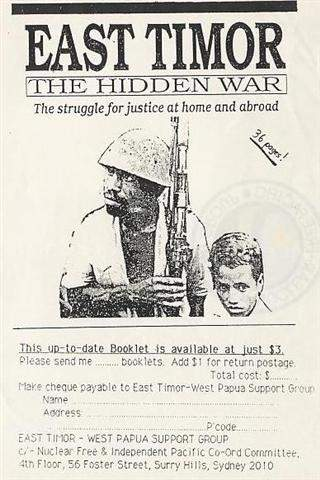 EAST TIMOR
THE HIDDEN WAR
The struggle for justice at home and abroad
36 pages!
This up-to-date Booklet is available at just $3.
Please send me .......... booklets. Add $1 for return postage.
Total cost: $..........
Make cheque payable to East Timor-West Papua Support Group
Name
Address
P'code
EAST TIMOR - WEST PAPUA SUPPORT GROUP
c/- Nuclear Free & Independent Pacific Co-Ord Committee,
4th Floor, 56 Foster Street, Surry Hills, Sydney 2010